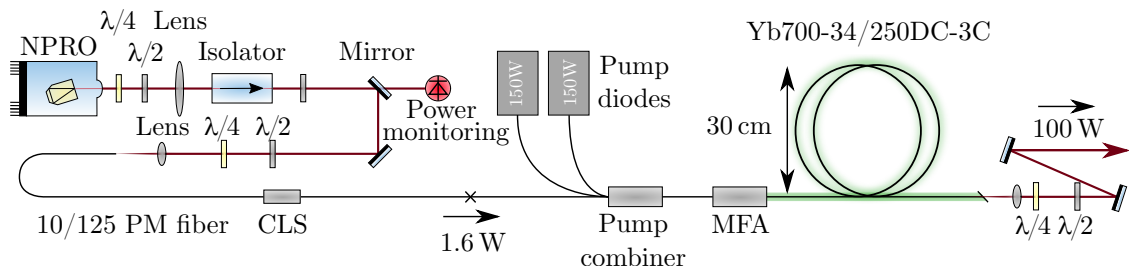 λ/4 Lens
NPRO
λ/2
Isolator
Mirror
Power
monitoring
Lens
λ/4
λ/2
10/125 PM fiber
CLS
1.6 W
150W
150W
Pump
diodes
Pump
combiner
MFA
Yb700-34/250DC-3C
30 cm
100 W
λ/4 λ/2